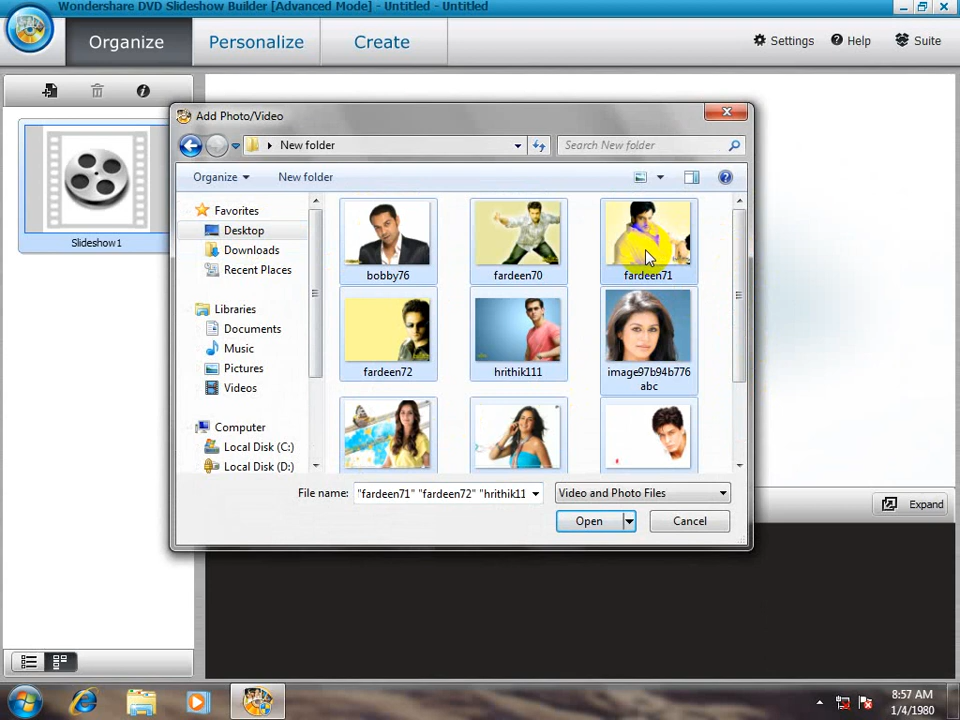 Wondershare DVD Slideshow Builder [Advanced Mode] - Untitled - Untitled
Organize
Personalize
Create
Settings
Help
Suite
Add Photo/Video
New folder
Search New folder
Organize
New folder
Favorites
Desktop
Downloads
Recent Places
Libraries
Documents
Music
Pictures
Videos
Computer
Local Disk (C:)
Local Disk (D:)
bobby76
fardeen70
fardeen71
fardeen72
hrithik111
image97b94b776
abc
Slideshow1
File name:
"fardeen71" "fardeen72" "hrithik11
Video and Photo Files
Open
Cancel
Expand
8:57 AM
1/4/1980